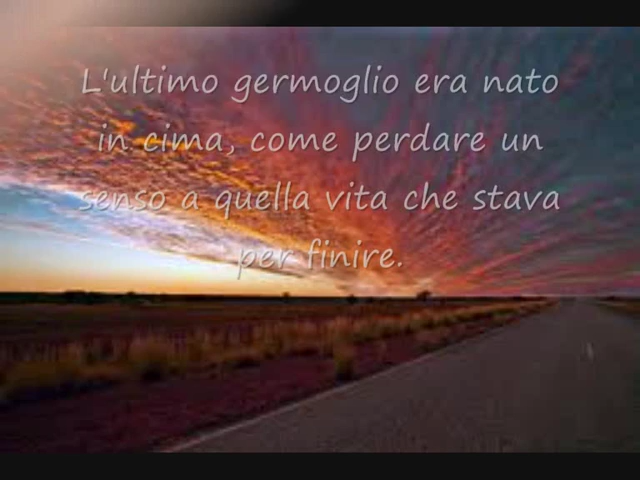 L'ultimo germoglio era nato
in cima, come perdare un
senso a quella vita che stava
per finire.